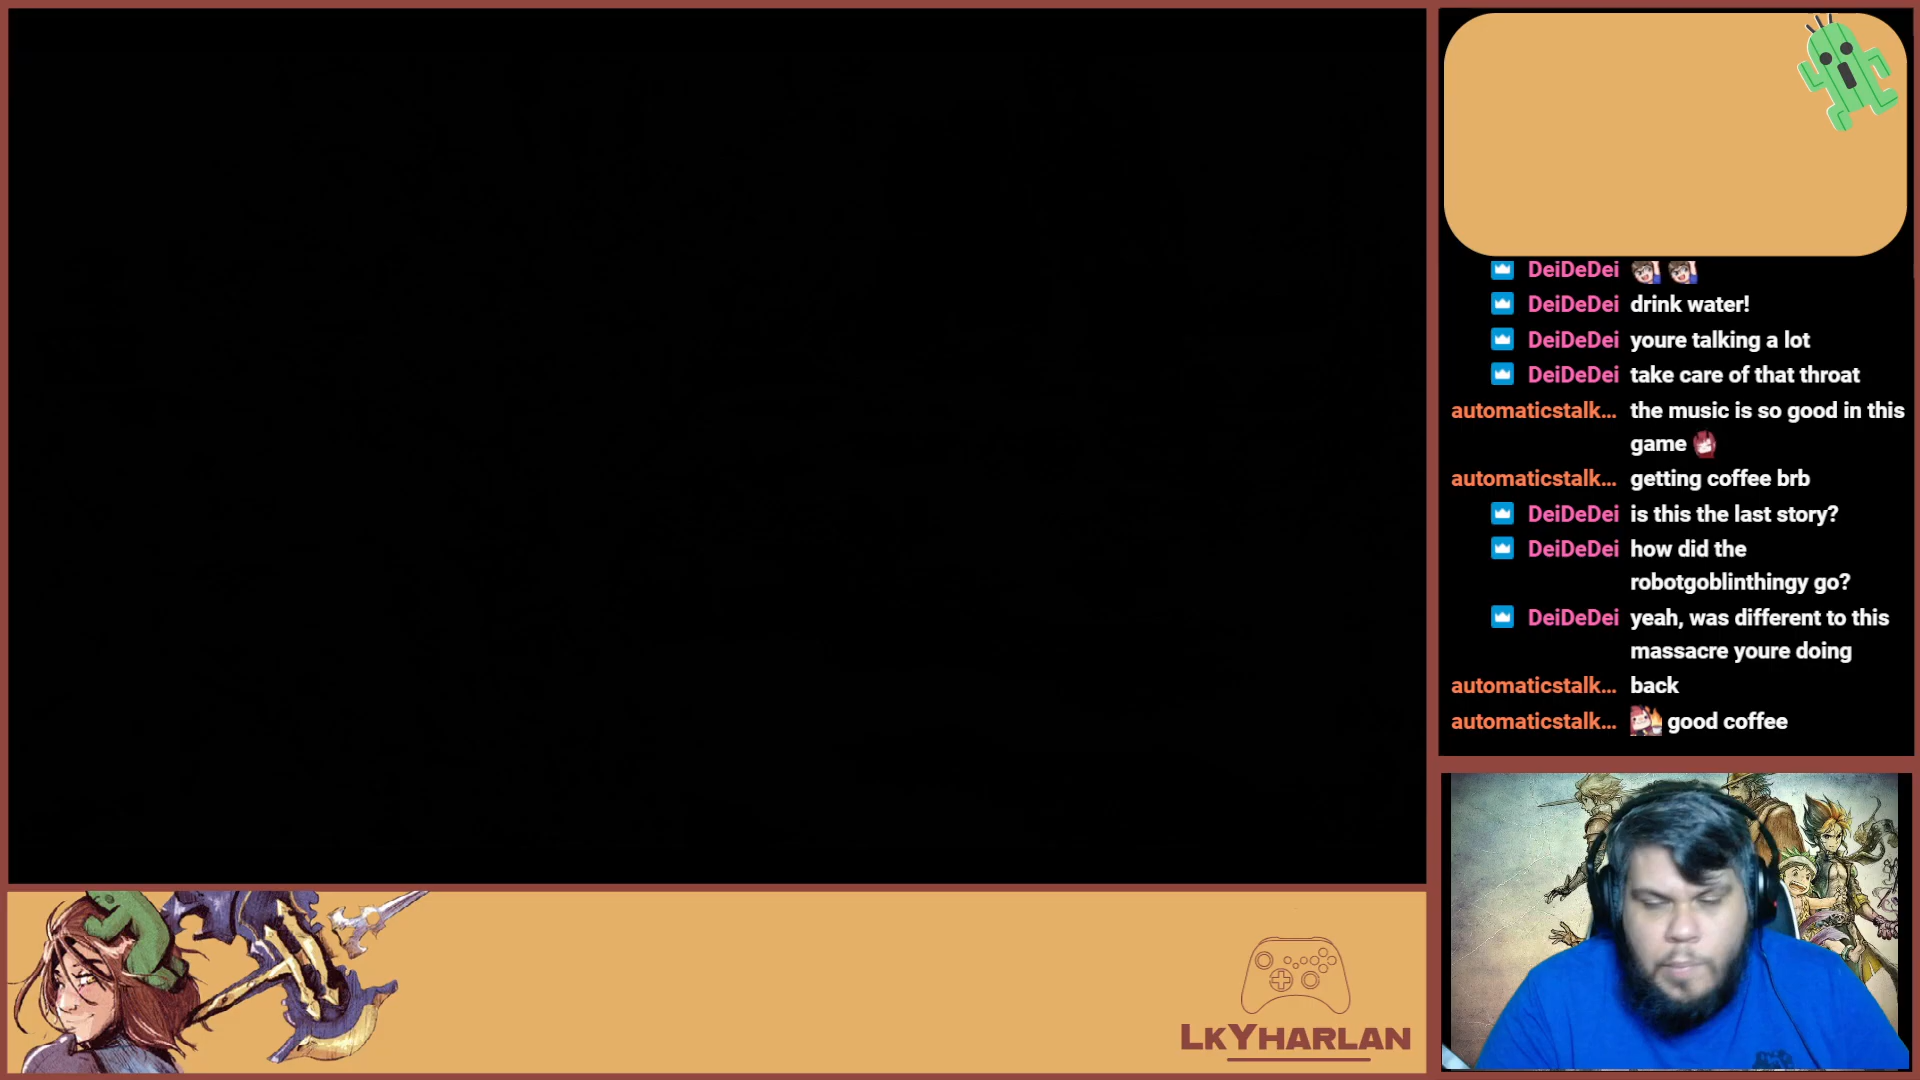 DeiDeDei
DeiDeDei drink water!
DeiDeDei youre talking a lot
DeiDeDei take care of that throat
automaticstalk... the music is so good in this
game
automaticstalk... getting coffee brb
DeiDeDei is this the last story?
DeiDeDei how did the
robotgoblinthingy go?
DeiDeDei yeah, was different to this
massacre youre doing
automaticstalk... back
automaticstalk... good coffee
LKYHARLAN